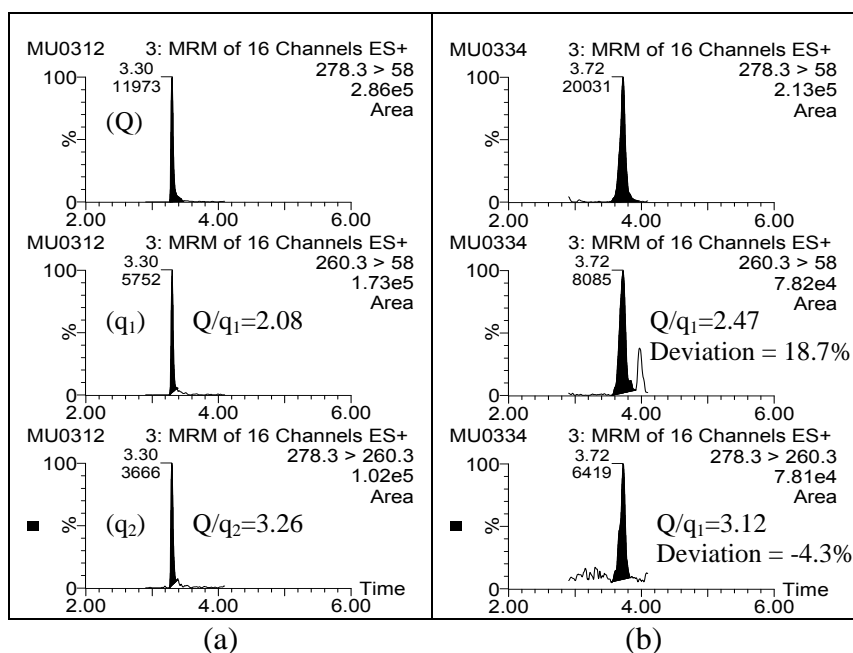 MU0312 3: MRM of 16 Channels ES+
3.30 278.3 > 58
11973 2.86e5
Area
100
(Q)
%
0
2.00 4.00 6.00
MU0312 3: MRM of 16 Channels ES+
3.30 260.3 > 58
5752 1.73e5
Area
100
(q₁) Q/q₁=2.08
%
0
2.00 4.00 6.00
MU0312 3: MRM of 16 Channels ES+
3.30 278.3 > 260.3
3666 1.02e5
Area
100
(q₂) Q/q₂=3.26
%
0 Time
2.00 4.00 6.00
(a)
MU0334 3: MRM of 16 Channels ES+
3.72 278.3 > 58
20031 2.13e5
Area
100
%
0
2.00 4.00 6.00
MU0334 3: MRM of 16 Channels ES+
3.72 260.3 > 58
8085 7.82e4
Area
100
Q/q₁=2.47
%
Deviation = 18.7%
0
2.00 4.00 6.00
MU0334 3: MRM of 16 Channels ES+
3.72 278.3 > 260.3
6419 7.81e4
Area
100
Q/q₁=3.12
%
Deviation = -4.3%
0 Time
2.00 4.00 6.00
(b)